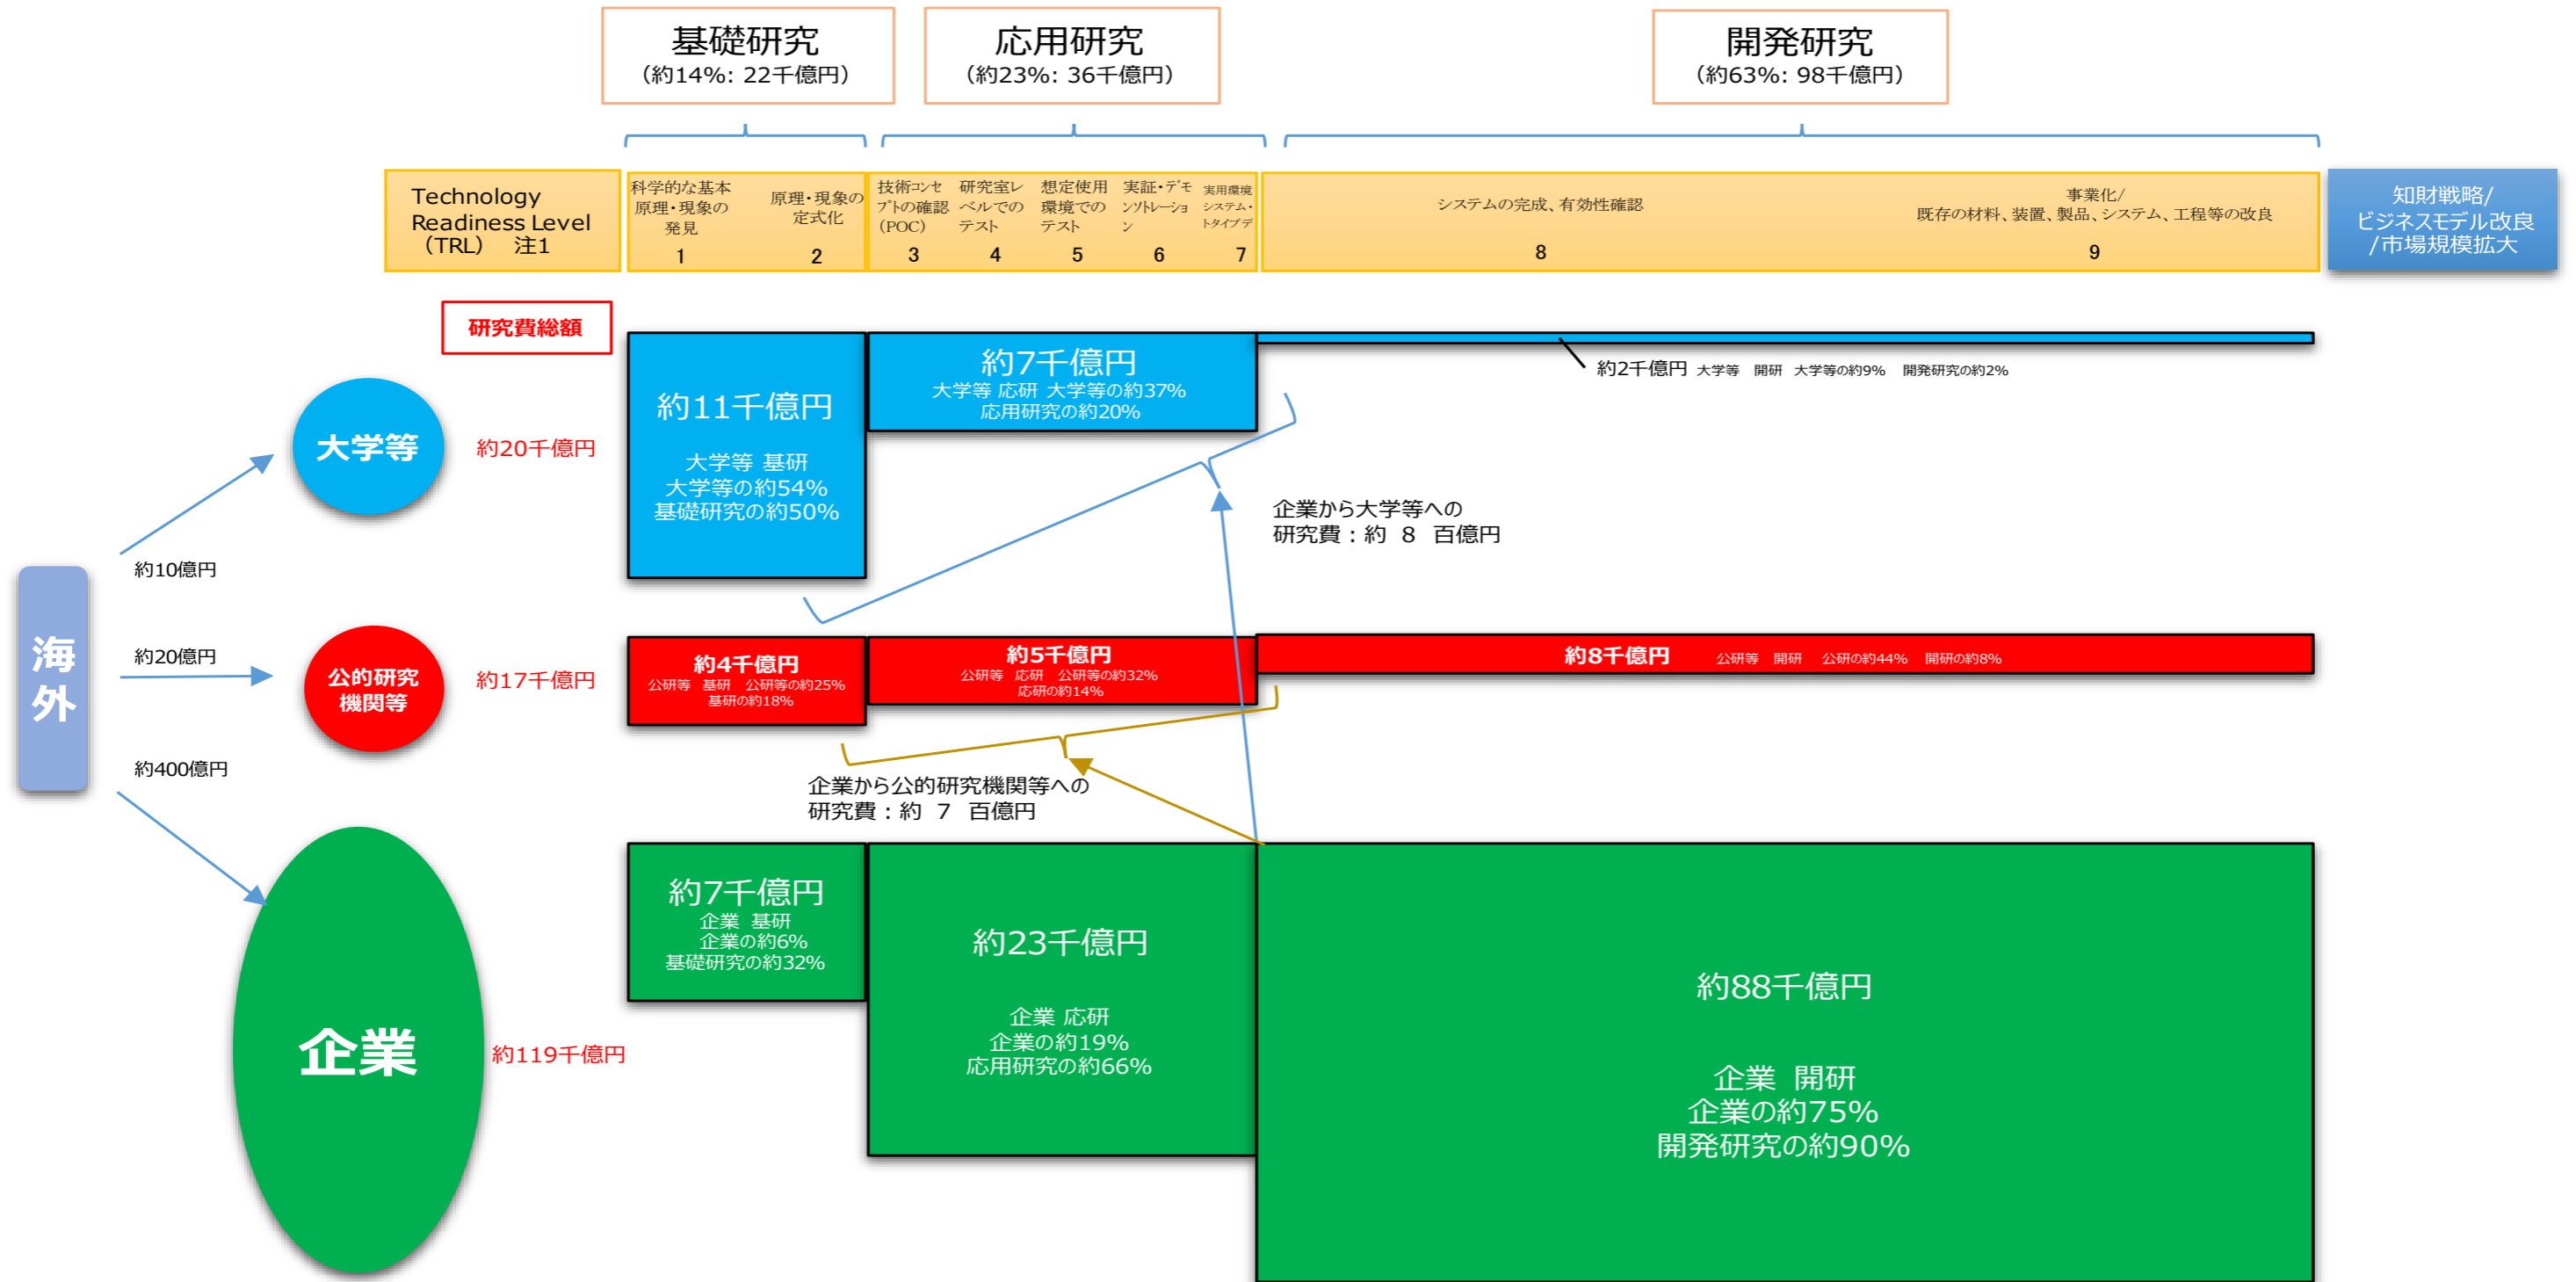 基礎研究
(約14%: 22千億円)
応用研究
(約23%: 36千億円)
開発研究
(約63%: 98千億円)
Technology
Readiness Level
(TRL) 注1
科学的な基本
原理・現象の
発見
1
原理・現象の
定式化
2
技術コンセ
プトの確認
(POC)
3
研究室レ
ベルでの
テスト
4
想定使用
環境での
テスト
5
実証・デモ
ンソトレーショ
ン
6
実用環境
システム・
トタイプデ
7
システムの完成、有効性確認
8
事業化/
既存の材料、装置、製品、システム、工程等の改良
9
知財戦略/
ビジネスモデル改良
/市場規模拡大
研究費総額
大学等
約20千億円
約11千億円
大学等 基研
大学等の約54%
基礎研究の約50%
約7千億円
大学等 応研 大学等の約37%
応用研究の約20%
約2千億円 大学等 開研 大学等の約9% 開発研究の約2%
企業から大学等への
研究費：約 8 百億円
海外
約10億円
約20億円
約400億円
公的研究
機関等
約17千億円
約4千億円
公研等 基研 公研等の約25%
基研の約18%
約5千億円
公研等 応研 公研等の約32%
応研の約14%
約8千億円 公研等 開研 公研の約44% 開研の約8%
企業から公的研究機関等への
研究費：約 7 百億円
企業
約119千億円
約7千億円
企業 基研
企業の約6%
基礎研究の約32%
約23千億円
企業 応研
企業の約19%
応用研究の約66%
約88千億円
企業 開研
企業の約75%
開発研究の約90%